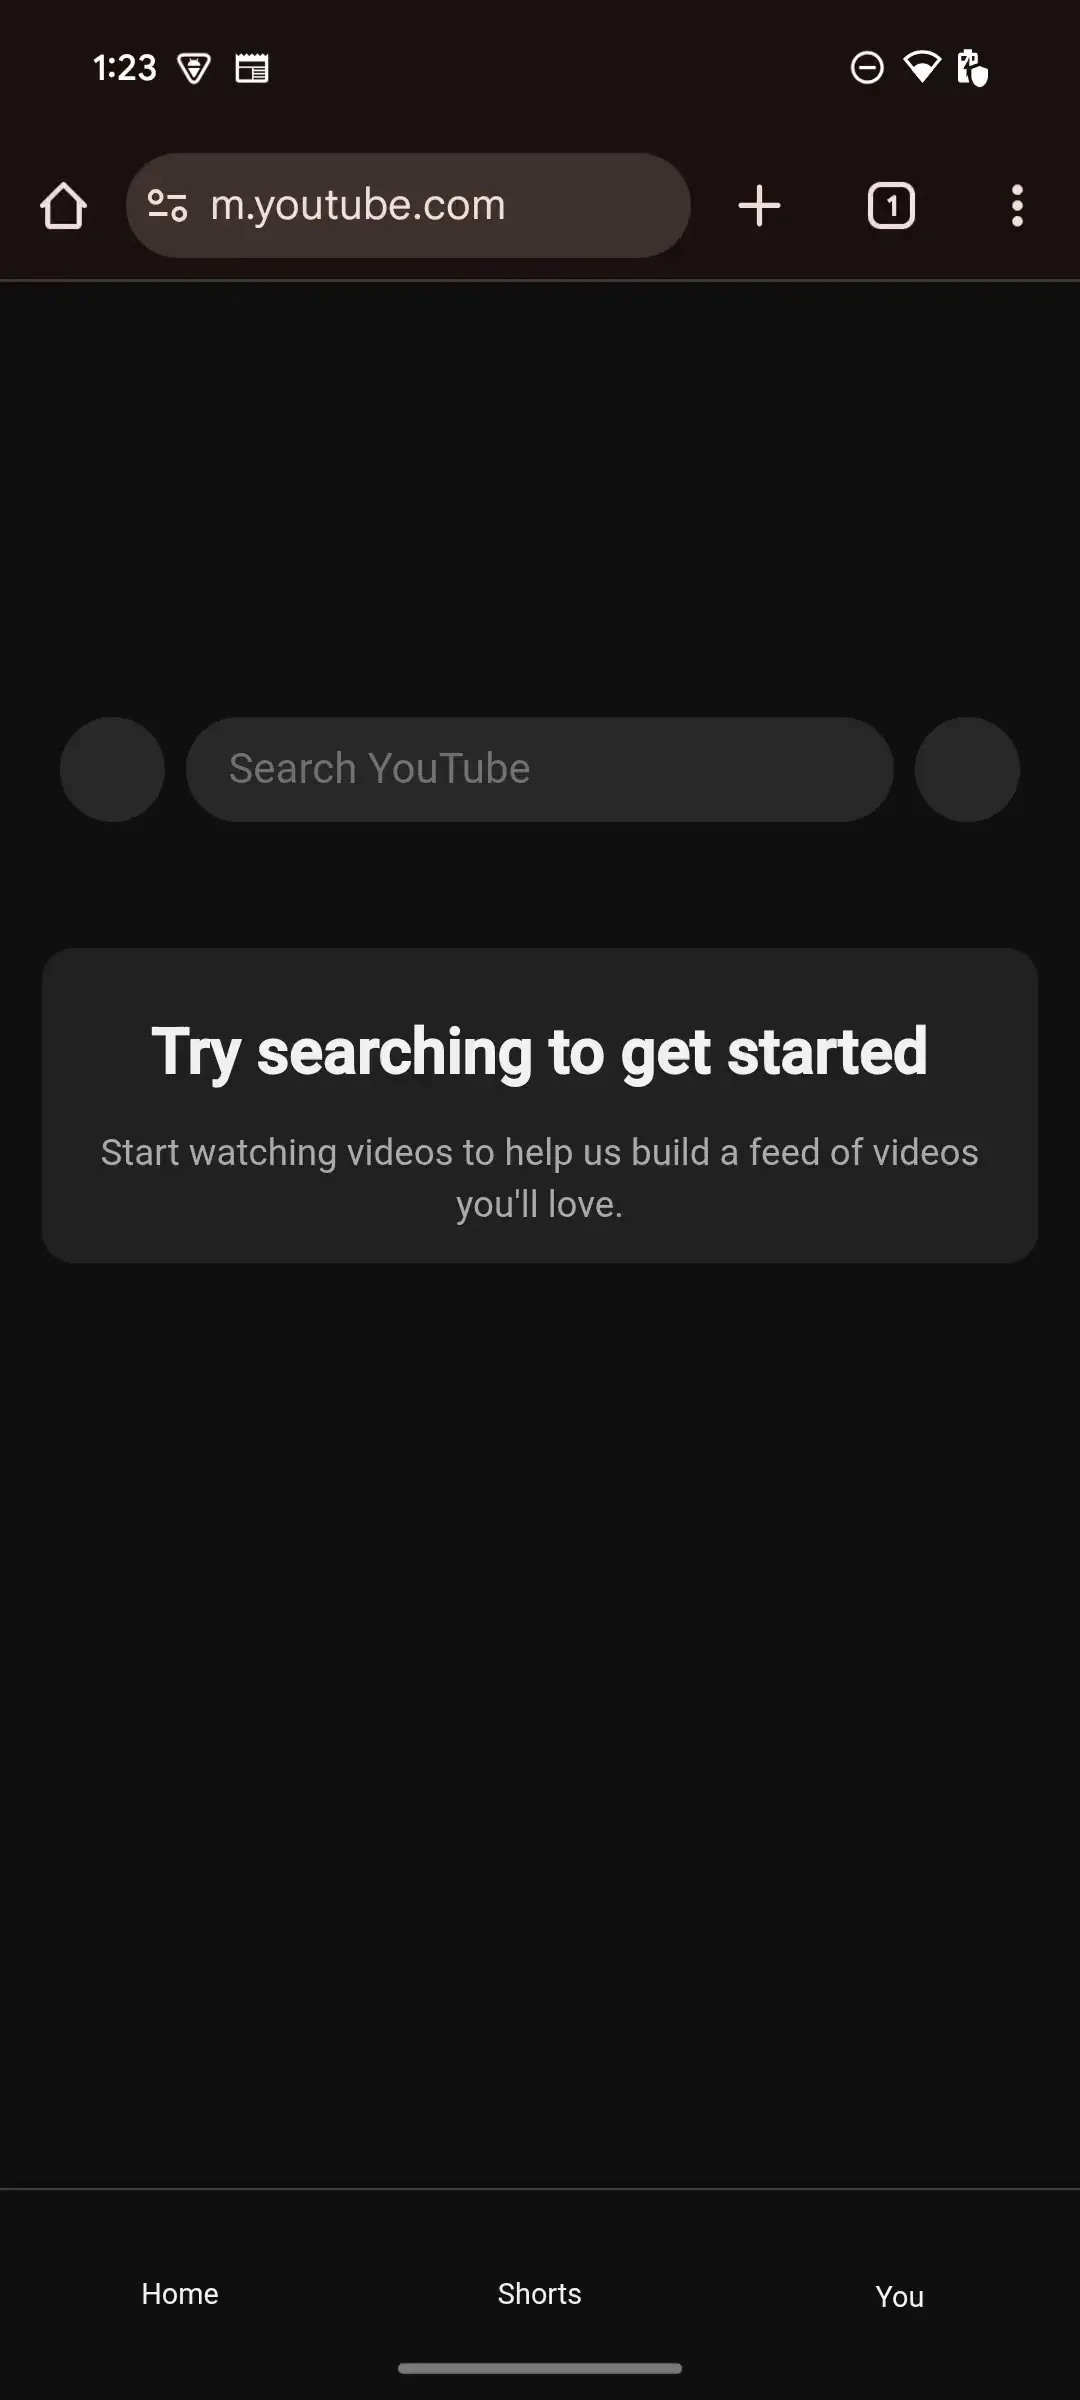 1:23
m.youtube.com
1
Search YouTube
Try searching to get started
Start watching videos to help us build a feed of videos
you'll love.
Home
Shorts
You